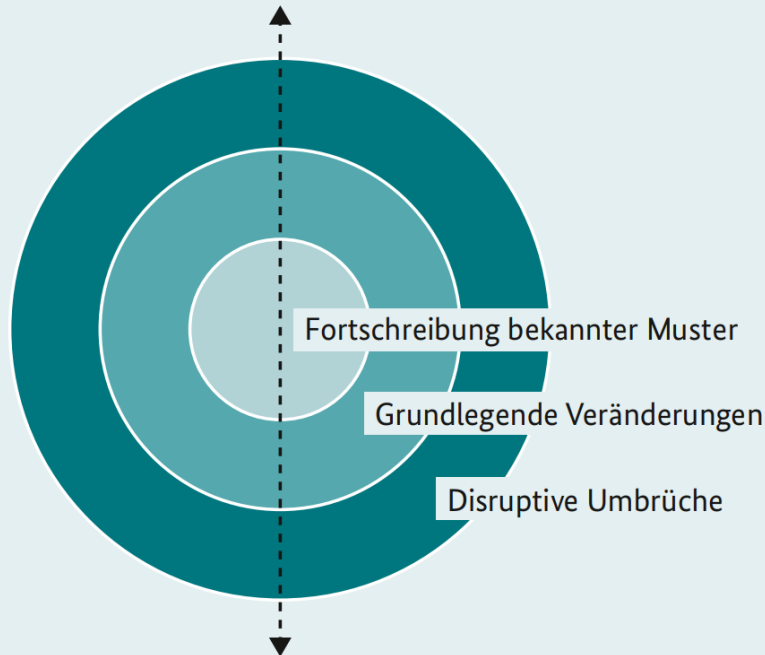 Fortschreibung bekannter Muster
Grundlegende Veränderungen
Disruptive Umbrüche